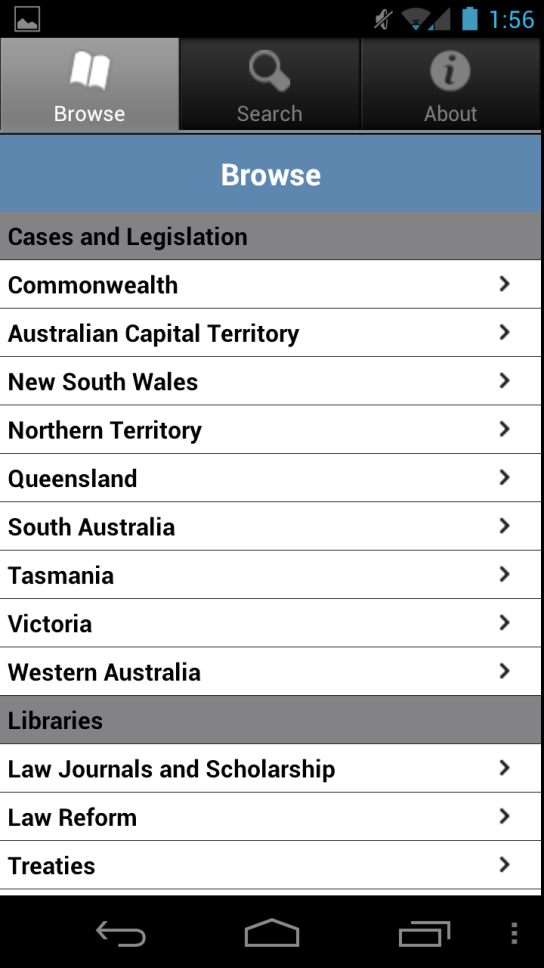 1:56
Browse
Search
About
Browse
Cases and Legislation
Commonwealth
Australian Capital Territory
New South Wales
Northern Territory
Queensland
South Australia
Tasmania
Victoria
Western Australia
Libraries
Law Journals and Scholarship
Law Reform
Treaties